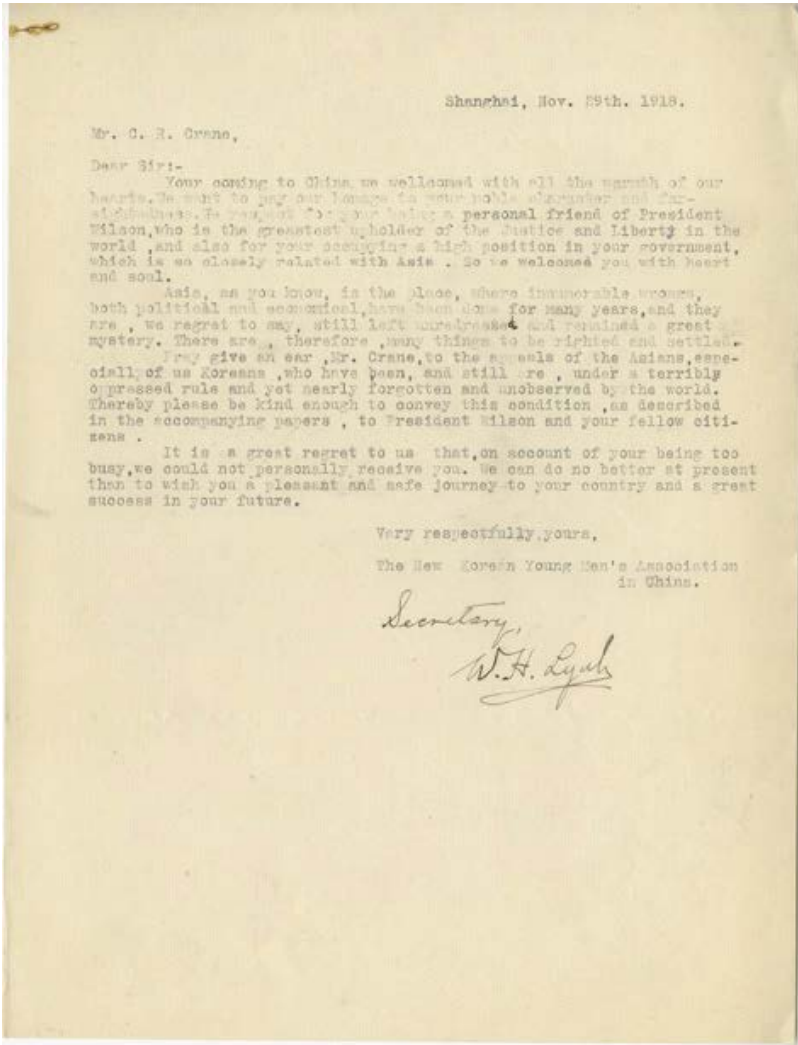 Shanghai, Nov. 29th. 1918.
Mr. C. R. Crane,
Dear Sir:-
Your coming to China we wellcomed with all the warmth of our
hearts.We want to pay our homage to your noble character and far-
sightedness.We respect for your being a personal friend of President
Wilson,who is the greatest upholder of the Justice and Liberty in the
world ,and also for your occupying a high position in your government,
which is so closely related with Asia . So we welcomed you with heart
and soul.
Asia, as you know, is the place, where innumerable wrongs,
both political and economical,have been done for many years,and they
are , we regret to say, still left unredressed and remained a great
mystery. There are , therefore ,many things to be righted and settled.
Pray give an ear ,Mr. Crane,to the appeals of the Asians,espe-
cially of us Koreans ,who have been, and still are , under a terribly
oppressed rule and yet nearly forgotten and unobserved by the world.
Thereby please be kind enough to convey this condition ,as described
in the accompanying papers , to President Wilson and your fellow citi-
zens .
It is a great regret to us that,on account of your being too
busy,we could not personally receive you. We can do no better at present
than to wish you a pleasant and safe journey to your country and a great
success in your future.
Very respectfully,yours,
The New Korean Young Men's Association
in China.
Secretary,
W. H. Lyuh